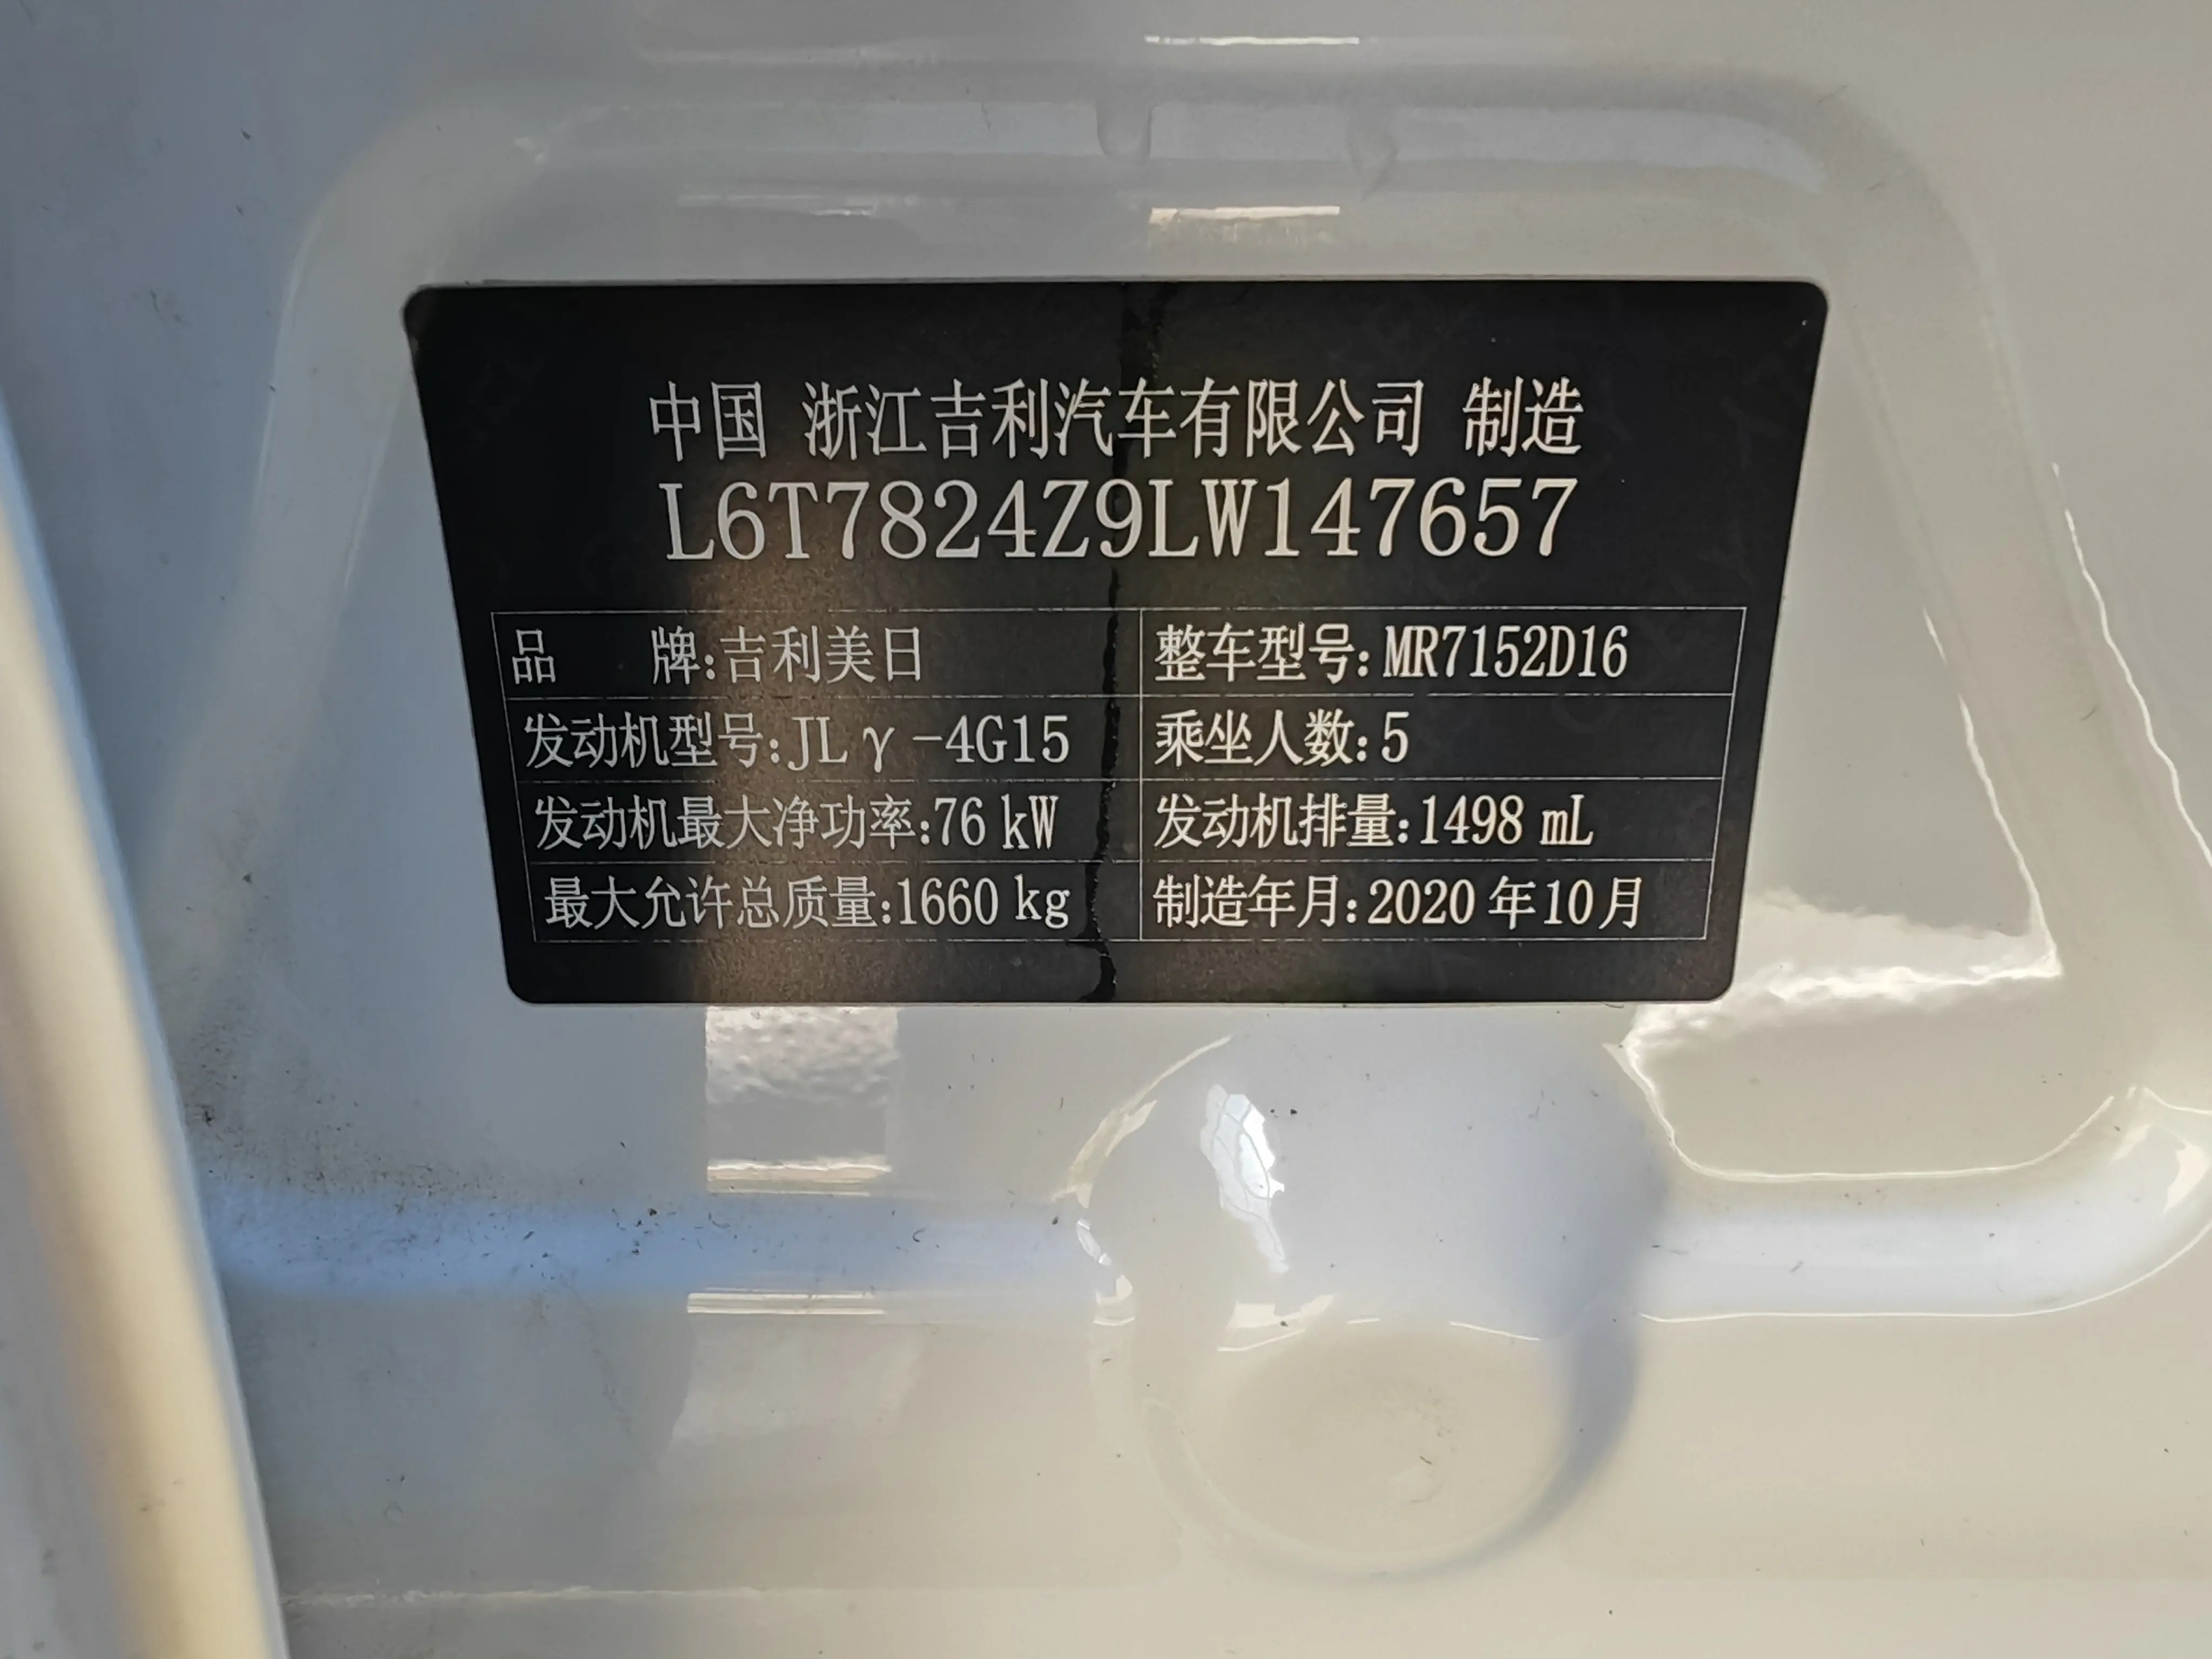 中国 浙江吉利汽车有限公司 制造
L6T7824Z9LW147657
品 牌:吉利美日 整车型号:MR7152D16
发动机型号:JLγ-4G15 乘坐人数:5
发动机最大净功率:76 kW 发动机排量:1498 mL
最大允许总质量:1660 kg 制造年月:2020 年10月